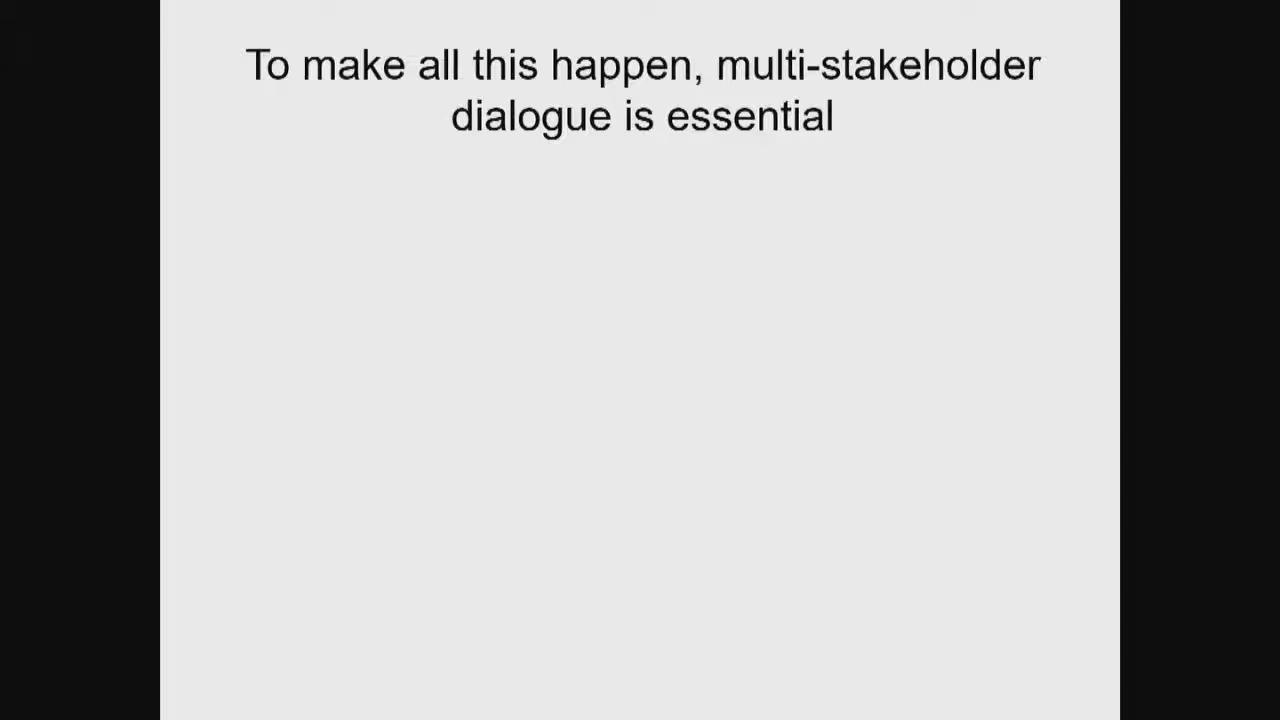 To make all this happen, multi-stakeholder
dialogue is essential